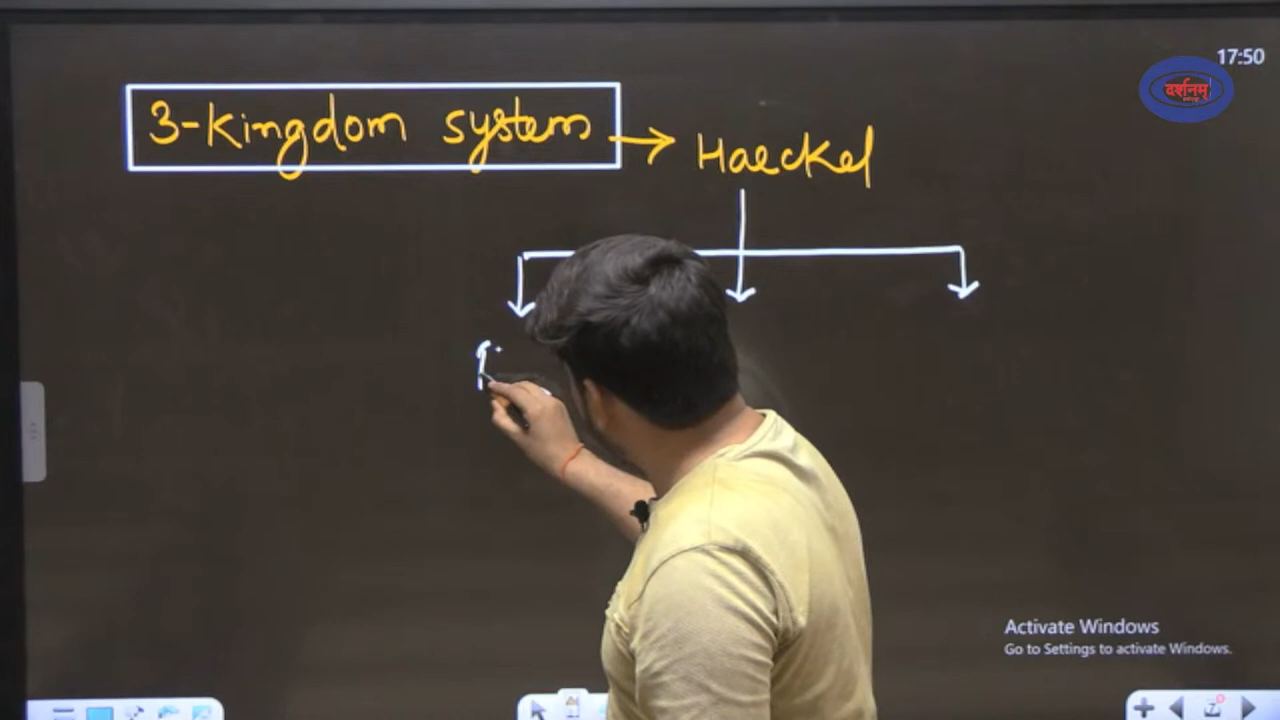 17:50
दर्शनम्
3-Kingdom system → Haeckel
Activate Windows
Go to Settings to activate Windows.